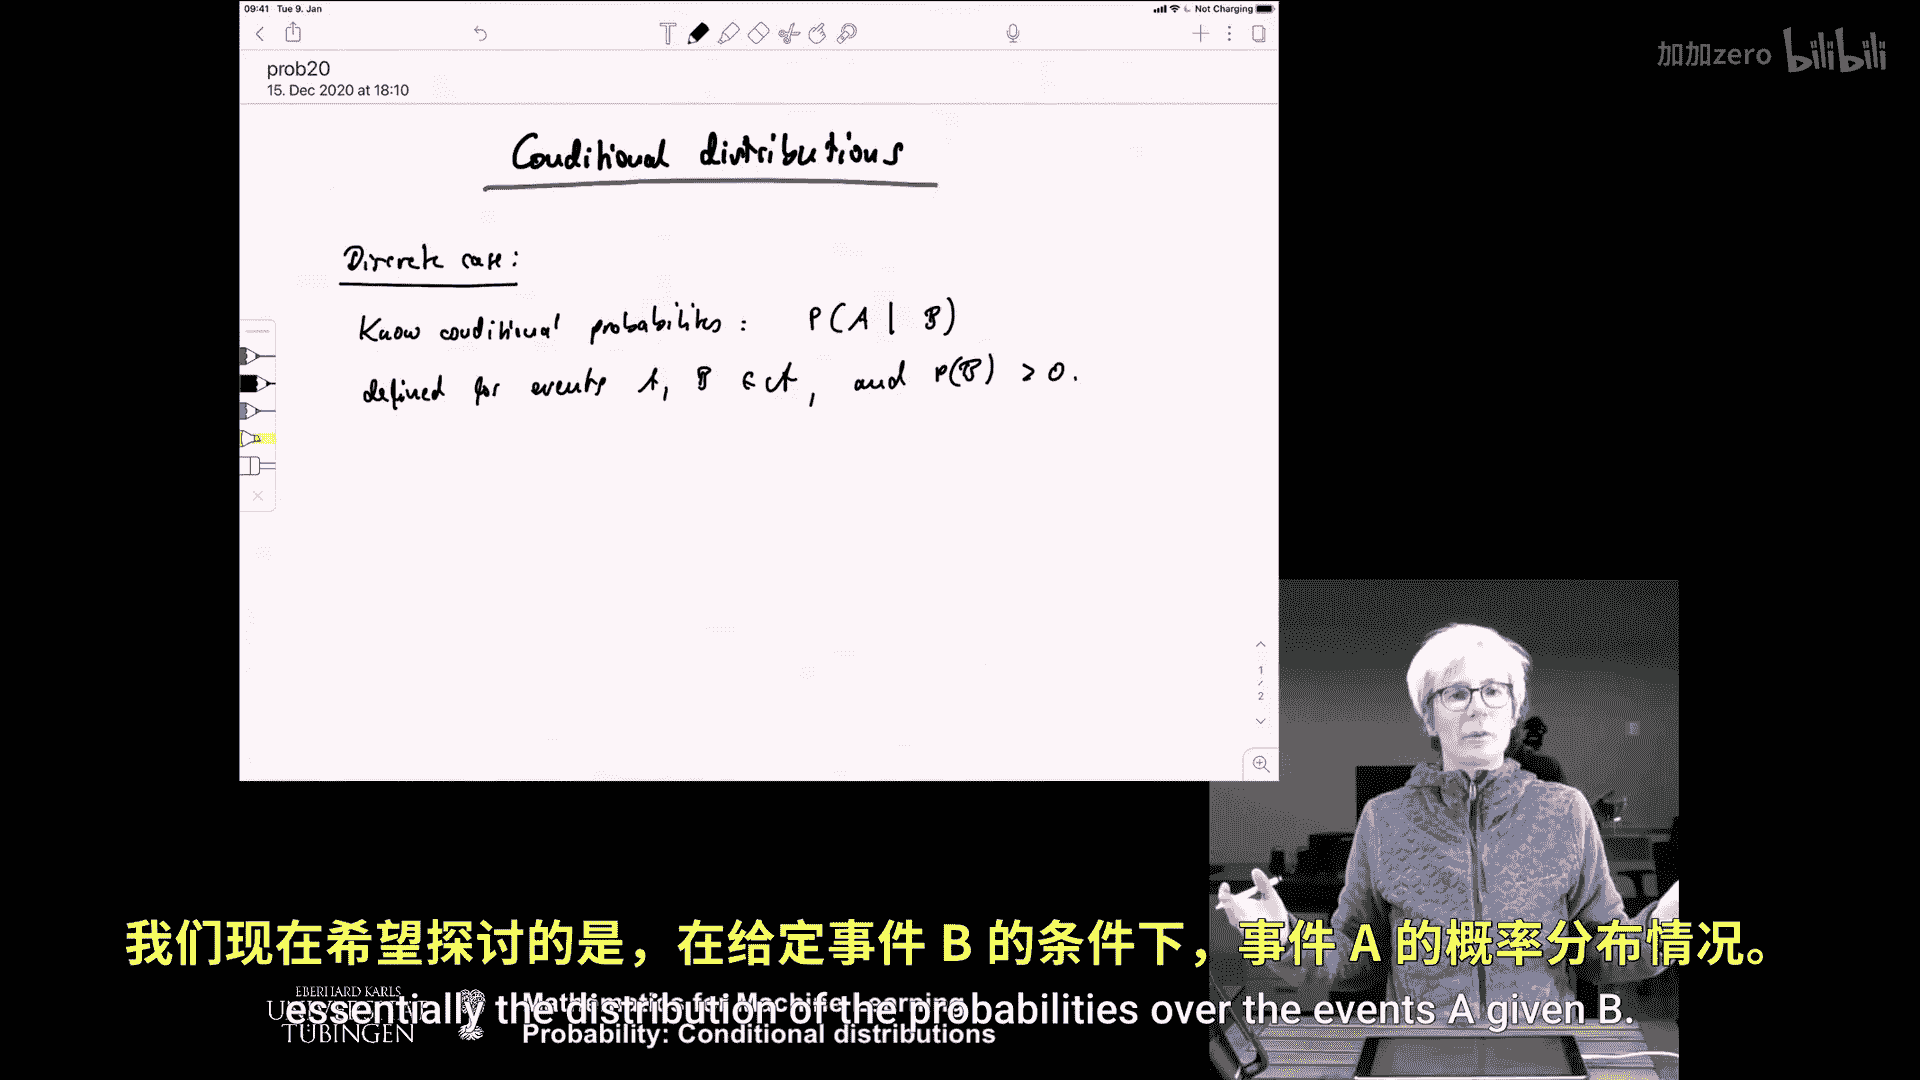 09:41 Tue 9. Jan
Not Charging
prob20
15. Dec 2020 at 18:10
加加zero bilibili
Conditional distributions
Discrete case:
Know conditional probabilities: P(A | B)
defined for events A, B ∈ 𝒜, and P(B) > 0.
1
/
2
我们现在希望探讨的是，在给定事件 B 的条件下，事件 A 的概率分布情况。
essentially the distribution of the probabilities over the events A given B.
EBERHARD KARLS
UNIVERSITÄT
TÜBINGEN
Mathematics for Machine Learning
Probability: Conditional distributions